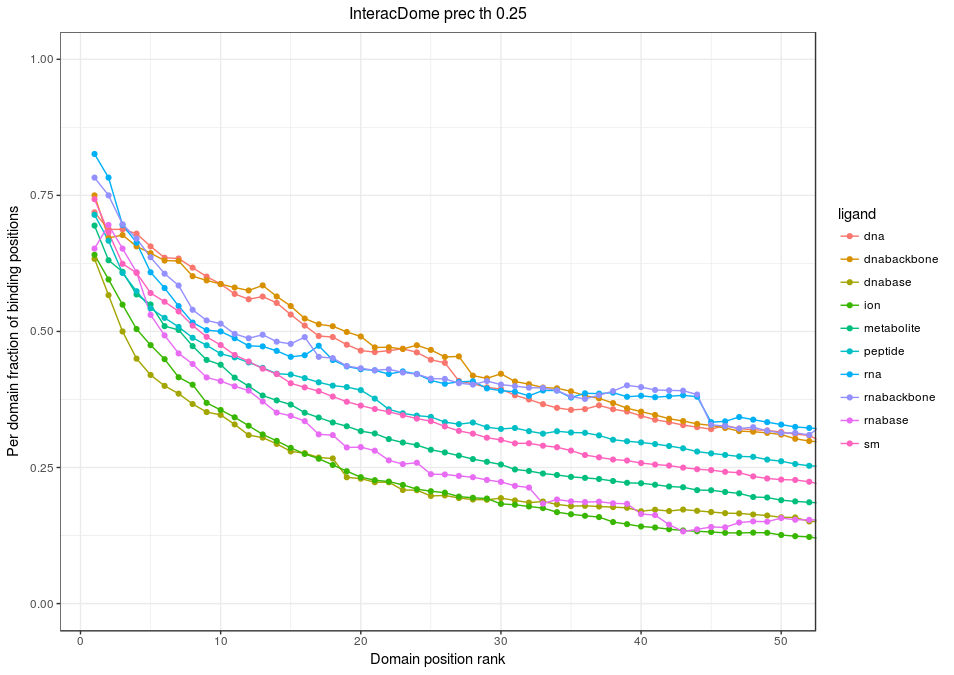 InteracDome prec th 0.25
Per domain fraction of binding positions
1.00
0.75
0.50
0.25
0.00
0
10
20
30
40
50
Domain position rank
ligand
dna
dnabackbone
dnabase
ion
metabolite
peptide
rna
rnabackbone
rnabase
sm